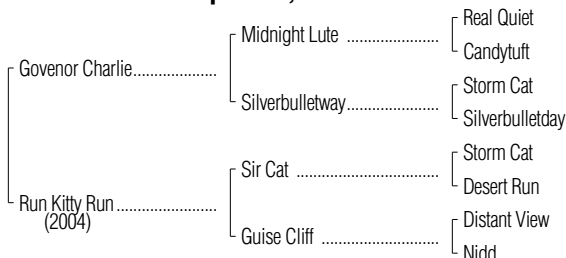 Real Quiet
Midnight Lute ......................
Candytuft
Govenor Charlie....................
Storm Cat
Silverbulletway......................
Silverbulletday
Storm Cat
Sir Cat ..................................
Desert Run
Run Kitty Run ........................
(2004)
Distant View
Guise Cliff ............................
Nidd